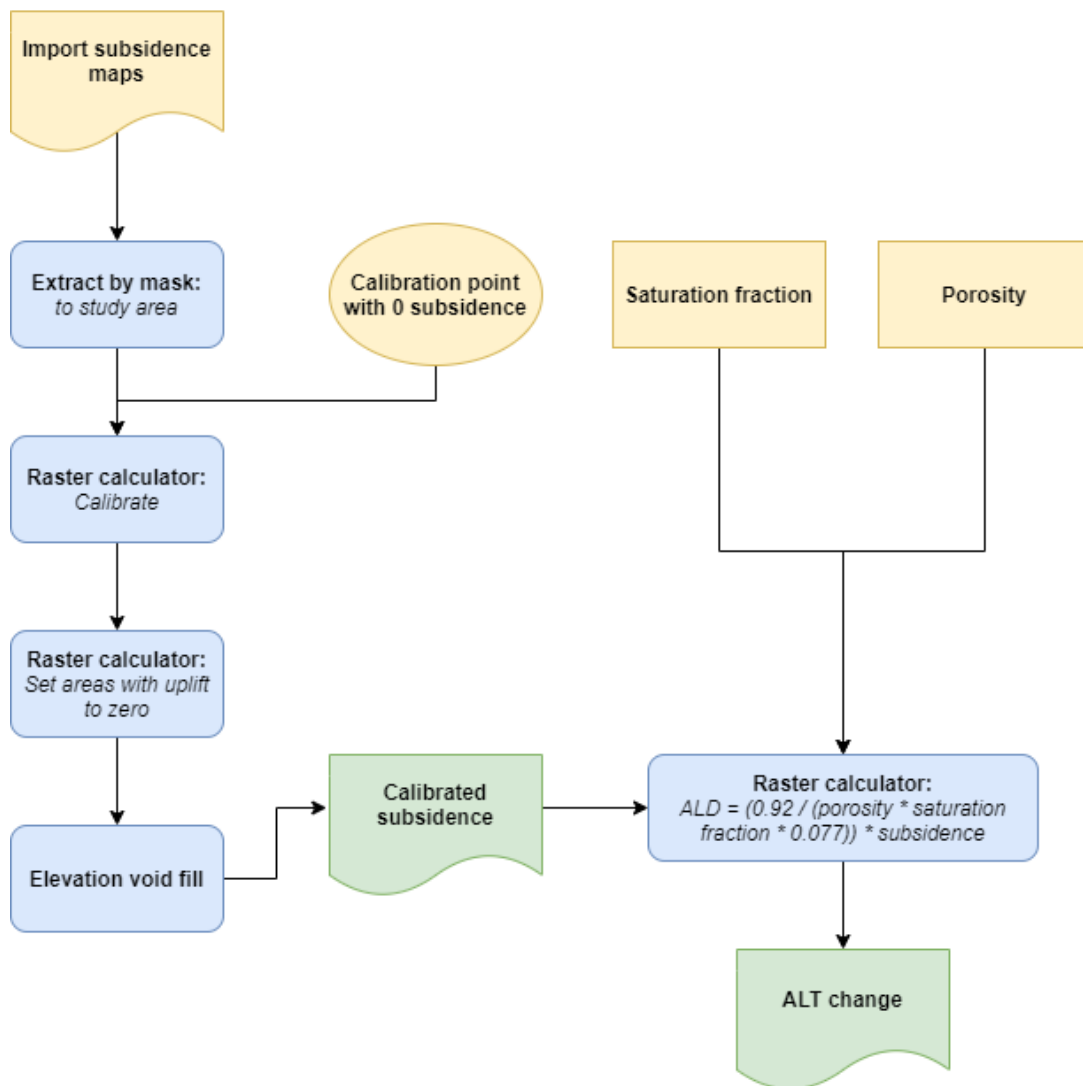 Import subsidence
maps
Extract by mask:
to study area
Calibration point
with 0 subsidence
Saturation fraction
Porosity
Raster calculator:
Calibrate
Raster calculator:
Set areas with uplift
to zero
Elevation void fill
Calibrated
subsidence
Raster calculator:
ALD = (0.92 / (porosity * saturation
fraction * 0.077)) * subsidence
ALT change